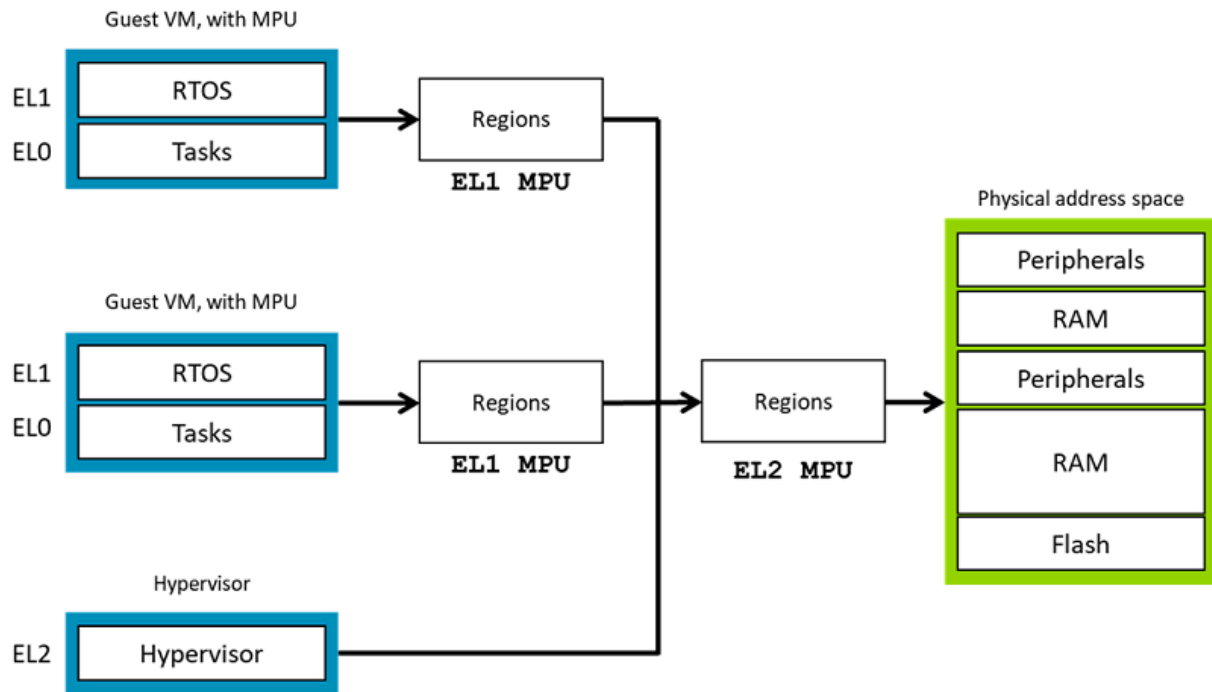 Guest VM, with MPU
EL1
RTOS
EL0
Tasks
Regions
EL1 MPU
Guest VM, with MPU
EL1
RTOS
EL0
Tasks
Regions
EL1 MPU
Regions
EL2 MPU
Hypervisor
EL2
Hypervisor
Physical address space
Peripherals
RAM
Peripherals
RAM
Flash